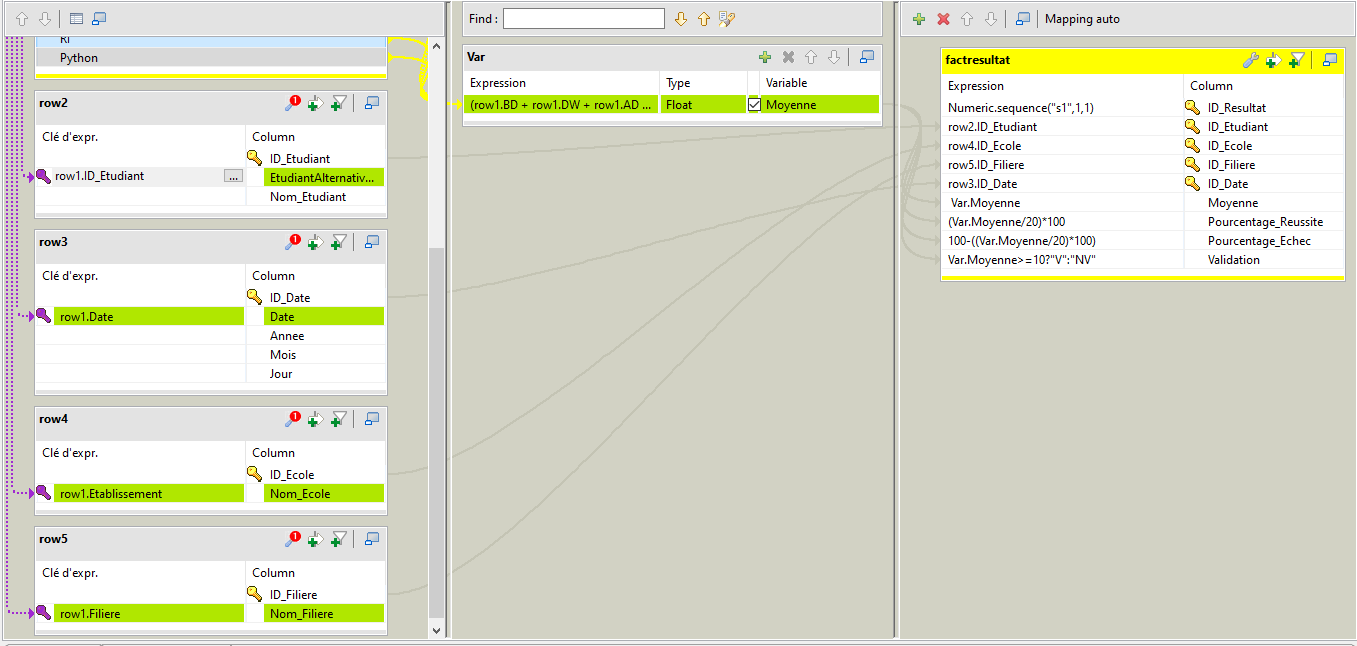 Find :
Mapping auto
Python
row2
Clé d'expr. Column
ID_Etudiant
row1.ID_Etudiant ... EtudiantAlternativ...
Nom_Etudiant
row3
Clé d'expr. Column
ID_Date
row1.Date Date
Annee
Mois
Jour
row4
Clé d'expr. Column
ID_Ecole
row1.Etablissement Nom_Ecole
row5
Clé d'expr. Column
ID_Filiere
row1.Filiere Nom_Filiere
Var
Expression Type Variable
(row1.BD + row1.DW + row1.AD ... Float Moyenne
factresultat
Expression Column
Numeric.sequence("s1",1,1) ID_Resultat
row2.ID_Etudiant ID_Etudiant
row4.ID_Ecole ID_Ecole
row5.ID_Filiere ID_Filiere
row3.ID_Date ID_Date
Var.Moyenne Moyenne
(Var.Moyenne/20)*100 Pourcentage_Reussite
100-((Var.Moyenne/20)*100) Pourcentage_Echec
Var.Moyenne>=10?"V":"NV" Validation